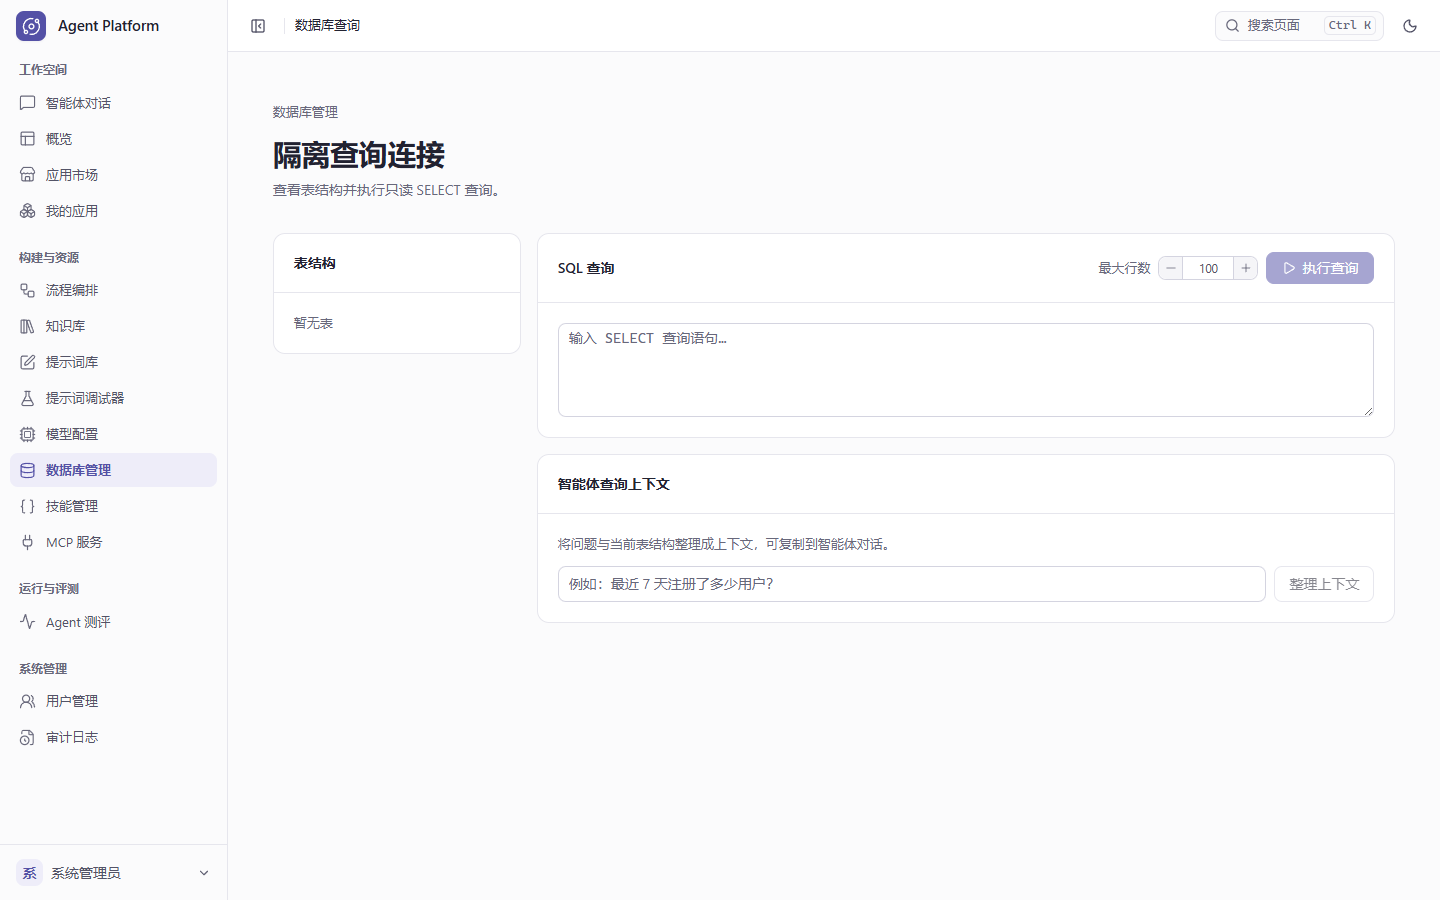 Agent Platform
工作空间
智能体对话
概览
应用市场
我的应用
构建与资源
流程编排
知识库
提示词库
提示词调试器
模型配置
数据库管理
技能管理
MCP 服务
运行与评测
Agent 测评
系统管理
用户管理
审计日志
系 系统管理员
数据库查询
搜索页面 Ctrl K
数据库管理
隔离查询连接
查看表结构并执行只读 SELECT 查询。
表结构
暂无表
SQL 查询
最大行数 − 100 + 执行查询
输入 SELECT 查询语句…
智能体查询上下文
将问题与当前表结构整理成上下文，可复制到智能体对话。
例如：最近 7 天注册了多少用户？
整理上下文